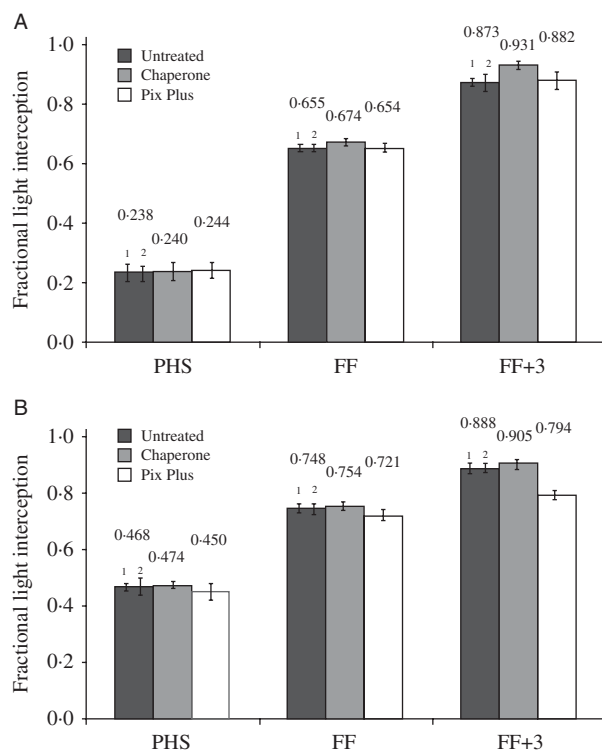 A
Untreated
Chaperone
Pix Plus
Fractional light interception
1·0
0·8
0·6
0·4
0·2
0·0
0·238
0·240
0·244
1 2
0·655
0·674
0·654
1 2
0·873
0·931
0·882
1 2
PHS
FF
FF+3
B
Untreated
Chaperone
Pix Plus
Fractional light interception
1·0
0·8
0·6
0·4
0·2
0·0
0·468
0·474
0·450
1 2
0·748
0·754
0·721
1 2
0·888
0·905
0·794
1 2
PHS
FF
FF+3